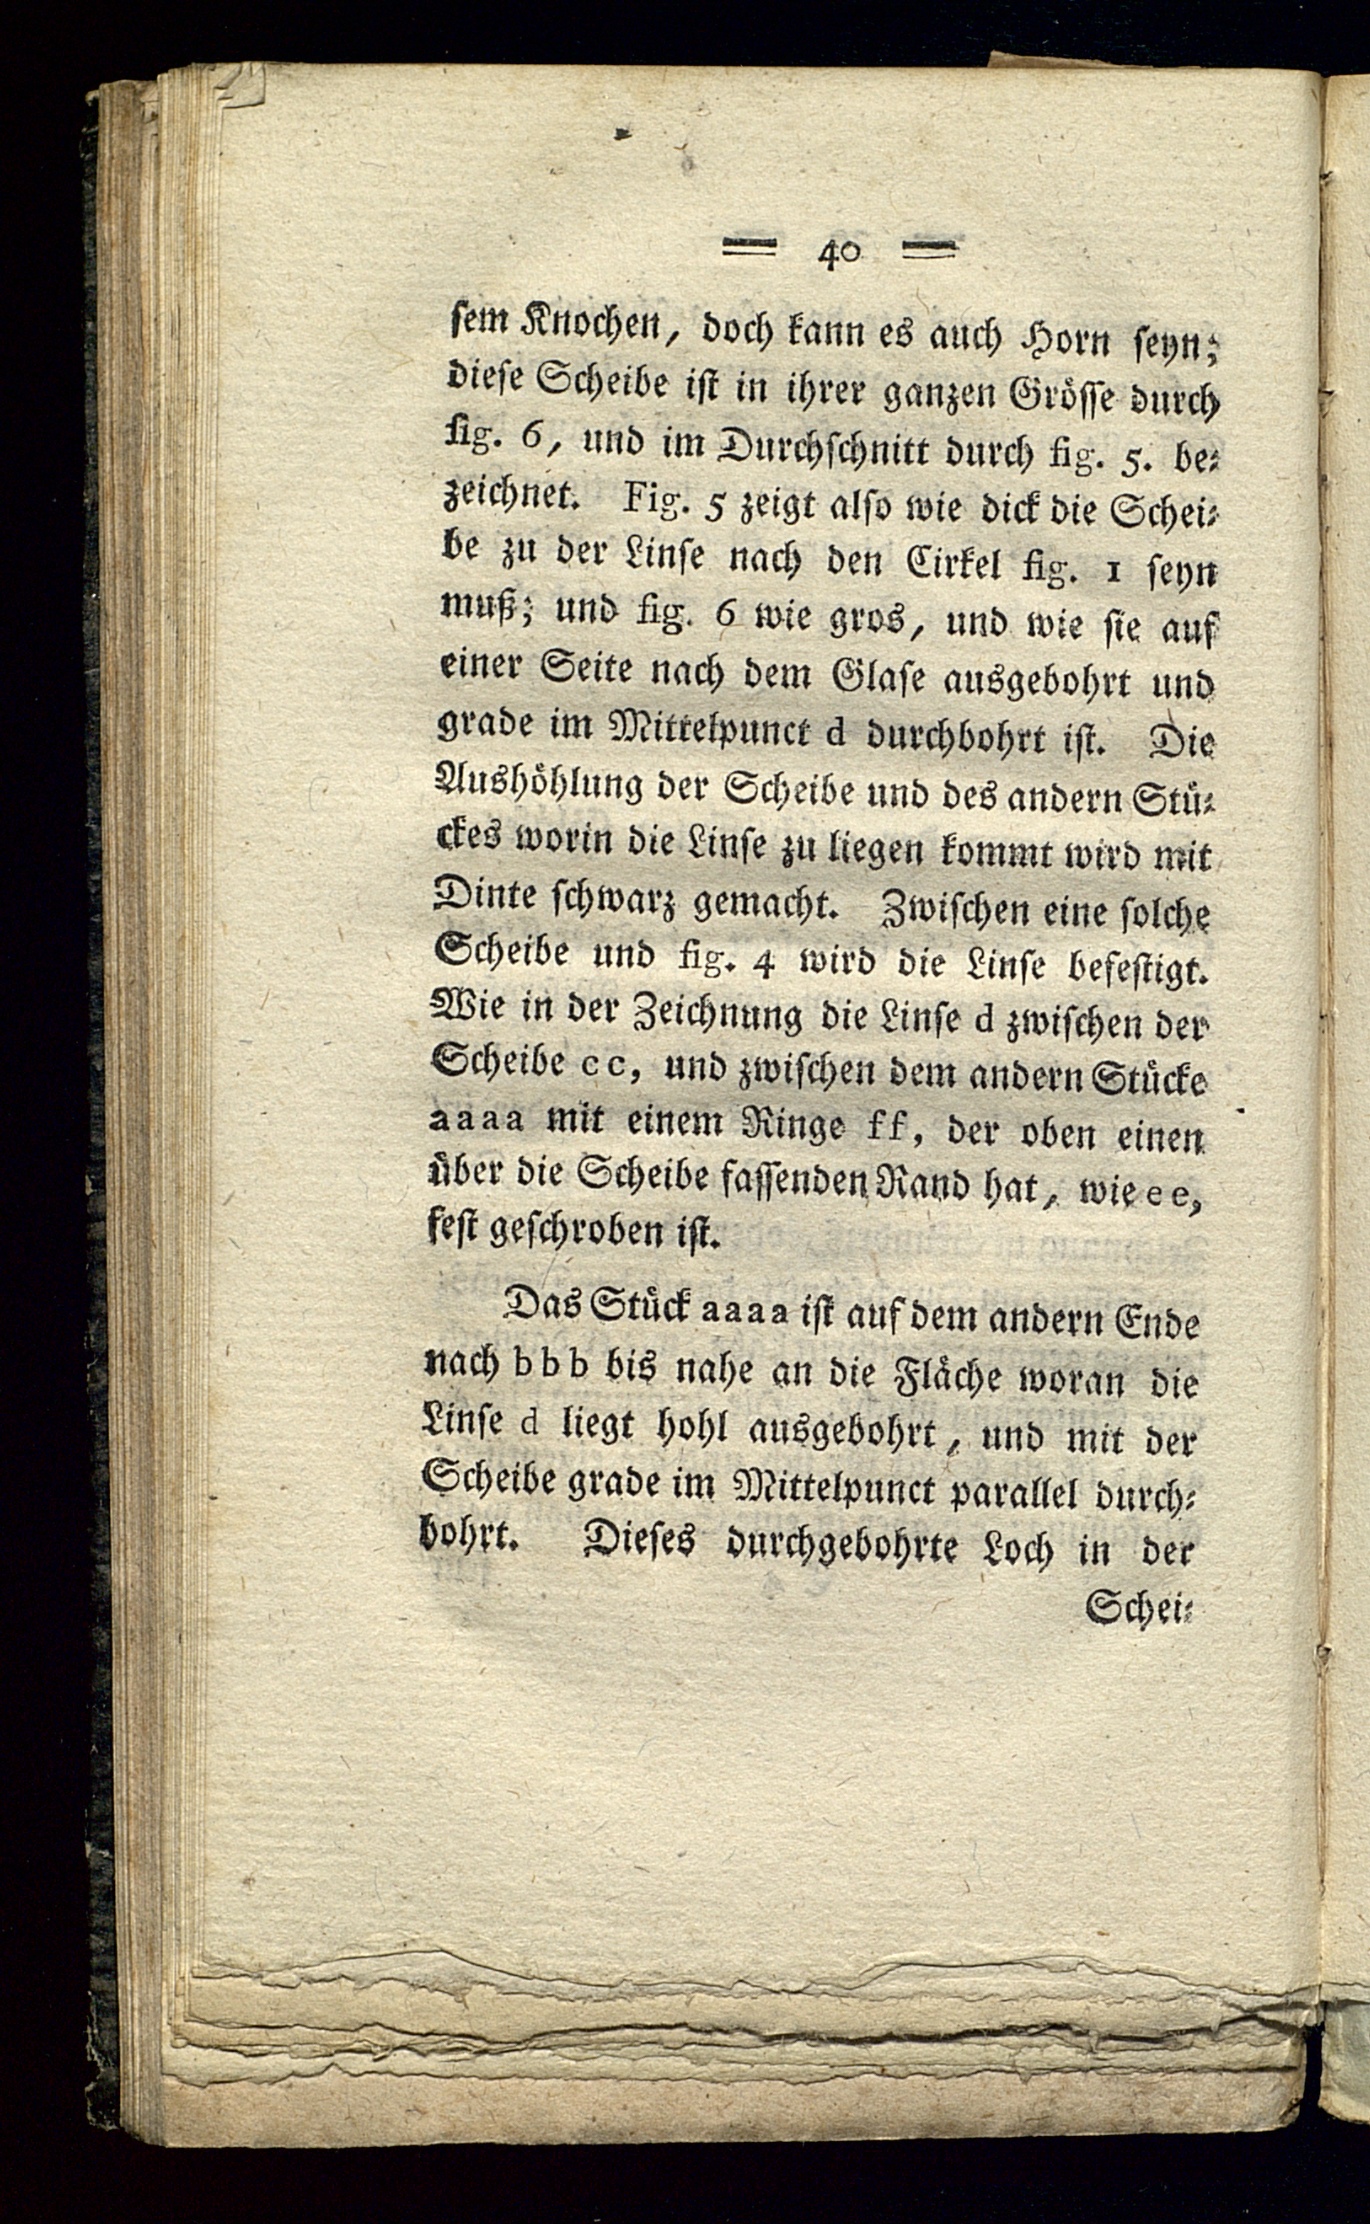 40
sem Knochen, doch kann es auch Horn seyn;
diese Scheibe ist in ihrer ganzen Grösse durch
fig. 6, und im Durchschnitt durch fig. 5. be-
zeichnet. Fig. 5 zeigt also wie dick die Schei-
be zu der Linse nach den Cirkel fig. 1 seyn
muß; und fig. 6 wie gros, und wie sie auf
einer Seite nach dem Glase ausgebohrt und
grade im Mittelpunct d durchbohrt ist. Die
Aushöhlung der Scheibe und des andern Stü-
ckes worin die Linse zu liegen kommt wird mit
Dinte schwarz gemacht. Zwischen eine solche
Scheibe und fig. 4 wird die Linse befestigt.
Wie in der Zeichnung die Linse d zwischen der
Scheibe c c, und zwischen dem andern Stücke
a a a a mit einem Ringe f f, der oben einen
über die Scheibe fassenden Rand hat, wie e e,
fest geschroben ist.
Das Stück a a a a ist auf dem andern Ende
nach b b b bis nahe an die Fläche woran die
Linse d liegt hohl ausgebohrt, und mit der
Scheibe grade im Mittelpunct parallel durch-
bohrt. Dieses durchgebohrte Loch in der
Schei-